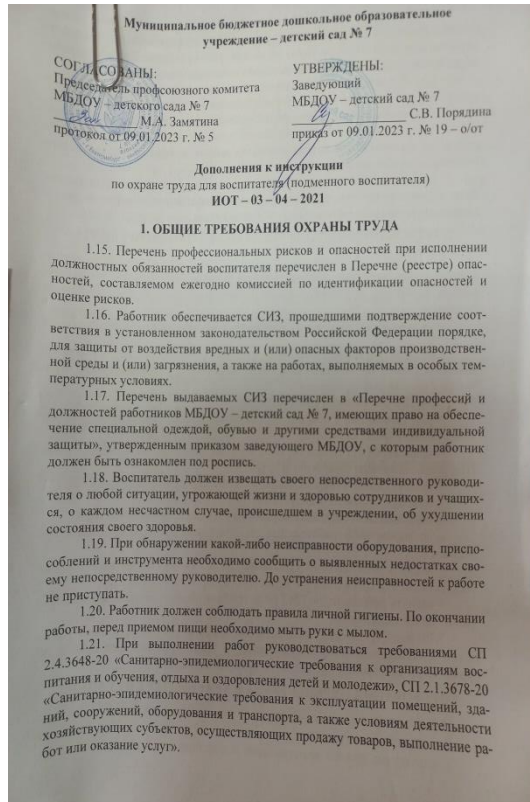 Муниципальное бюджетное дошкольное образовательное
учреждение – детский сад № 7
СОГЛАСОВАНЫ:
Председатель профсоюзного комитета
МБДОУ – детского сада № 7
М.А. Замятина
протокол от 09.01.2023 г. № 5
УТВЕРЖДЕНЫ:
Заведующий
МБДОУ – детский сад № 7
С.В. Порядина
приказ от 09.01.2023 г. № 19 – о/от
Дополнения к инструкции
по охране труда для воспитателя (подменного воспитателя)
ИОТ – 03 – 04 – 2021
1. ОБЩИЕ ТРЕБОВАНИЯ ОХРАНЫ ТРУДА
1.15. Перечень профессиональных рисков и опасностей при исполнении
должностных обязанностей воспитателя перечислен в Перечне (реестре) опас-
ностей, составляемом ежегодно комиссией по идентификации опасностей и
оценке рисков.
1.16. Работник обеспечивается СИЗ, прошедшими подтверждение соот-
ветствия в установленном законодательством Российской Федерации порядке,
для защиты от воздействия вредных и (или) опасных факторов производствен-
ной среды и (или) загрязнения, а также на работах, выполняемых в особых тем-
пературных условиях.
1.17. Перечень выдаваемых СИЗ перечислен в «Перечне профессий и
должностей работников МБДОУ – детский сад № 7, имеющих право на обеспе-
чение специальной одеждой, обувью и другими средствами индивидуальной
защиты», утвержденным приказом заведующего МБДОУ, с которым работник
должен быть ознакомлен под роспись.
1.18. Воспитатель должен извещать своего непосредственного руководи-
теля о любой ситуации, угрожающей жизни и здоровью сотрудников и учащих-
ся, о каждом несчастном случае, происшедшем в учреждении, об ухудшении
состояния своего здоровья.
1.19. При обнаружении какой-либо неисправности оборудования, приспо-
соблений и инструмента необходимо сообщить о выявленных недостатках сво-
ему непосредственному руководителю. До устранения неисправностей к работе
не приступать.
1.20. Работник должен соблюдать правила личной гигиены. По окончании
работы, перед приемом пищи необходимо мыть руки с мылом.
1.21. При выполнении работ руководствоваться требованиями СП
2.4.3648-20 «Санитарно-эпидемиологические требования к организациям вос-
питания и обучения, отдыха и оздоровления детей и молодежи», СП 2.1.3678-20
«Санитарно-эпидемиологические требования к эксплуатации помещений, зда-
ний, сооружений, оборудования и транспорта, а также условиям деятельности
хозяйствующих субъектов, осуществляющих продажу товаров, выполнение ра-
бот или оказание услуг».